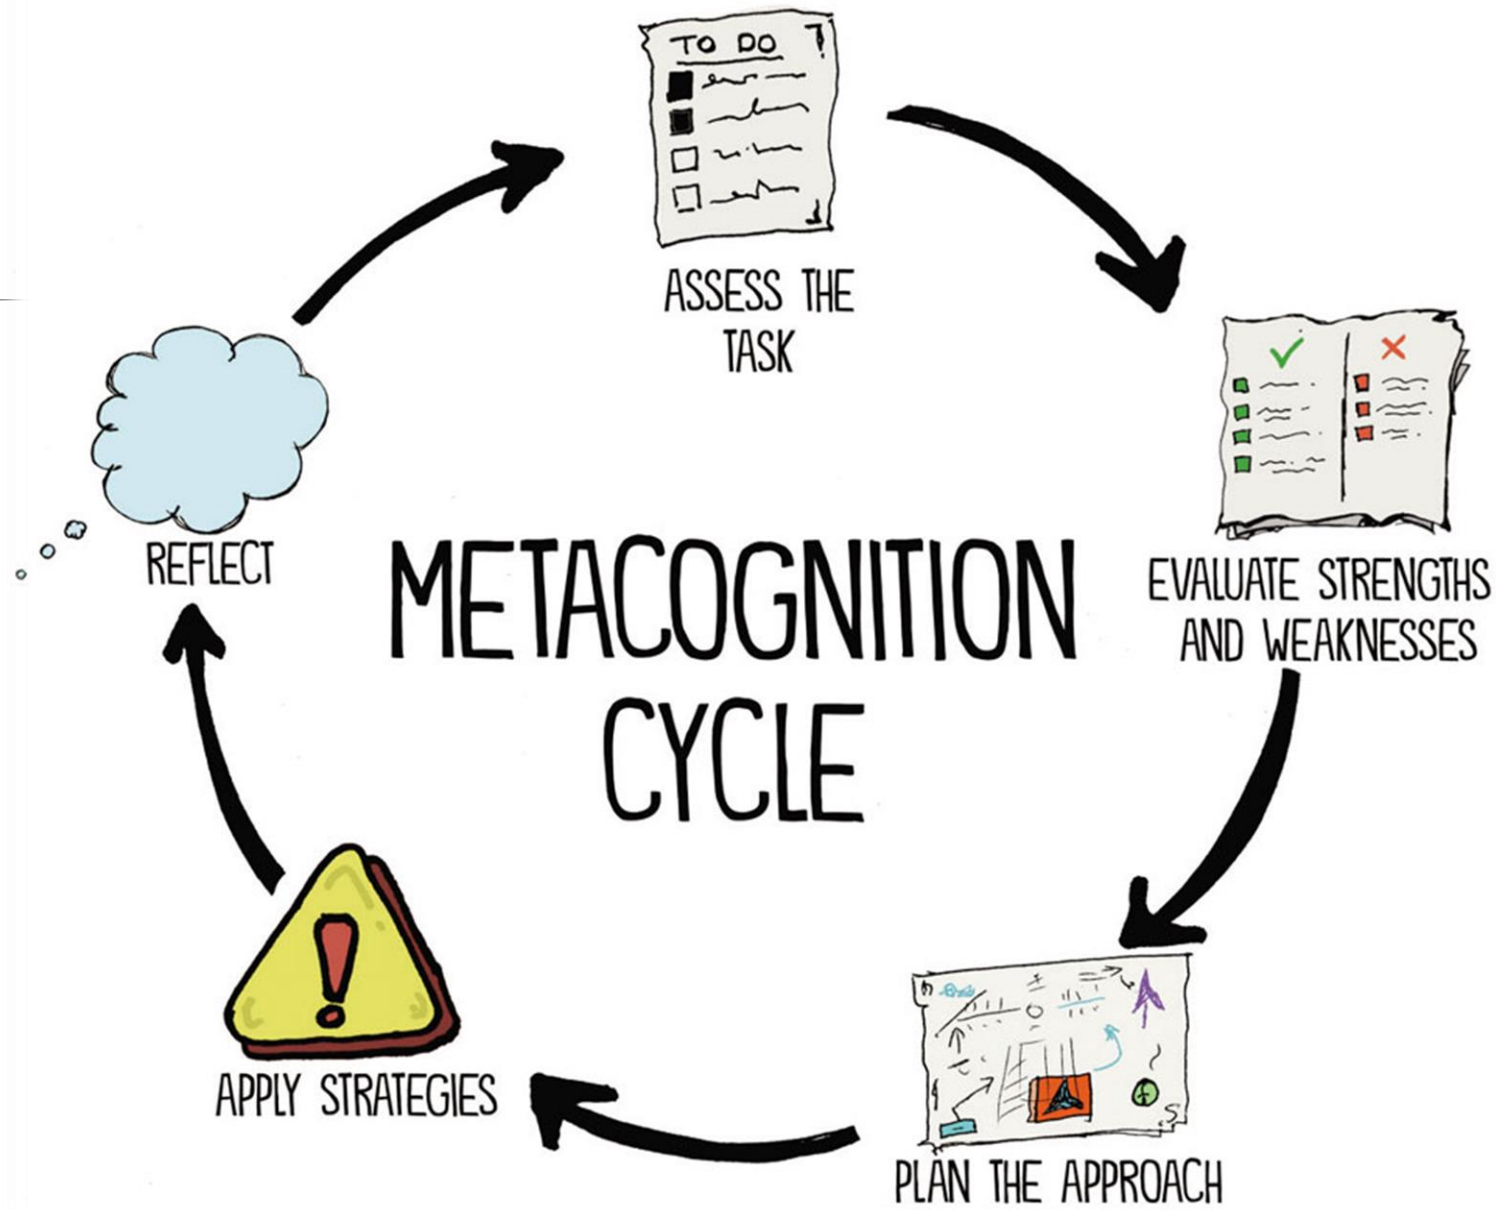 TO DO
ASSESS THE
TASK
EVALUATE STRENGTHS
AND WEAKNESSES
PLAN THE APPROACH
APPLY STRATEGIES
REFLECT
METACOGNITION
CYCLE